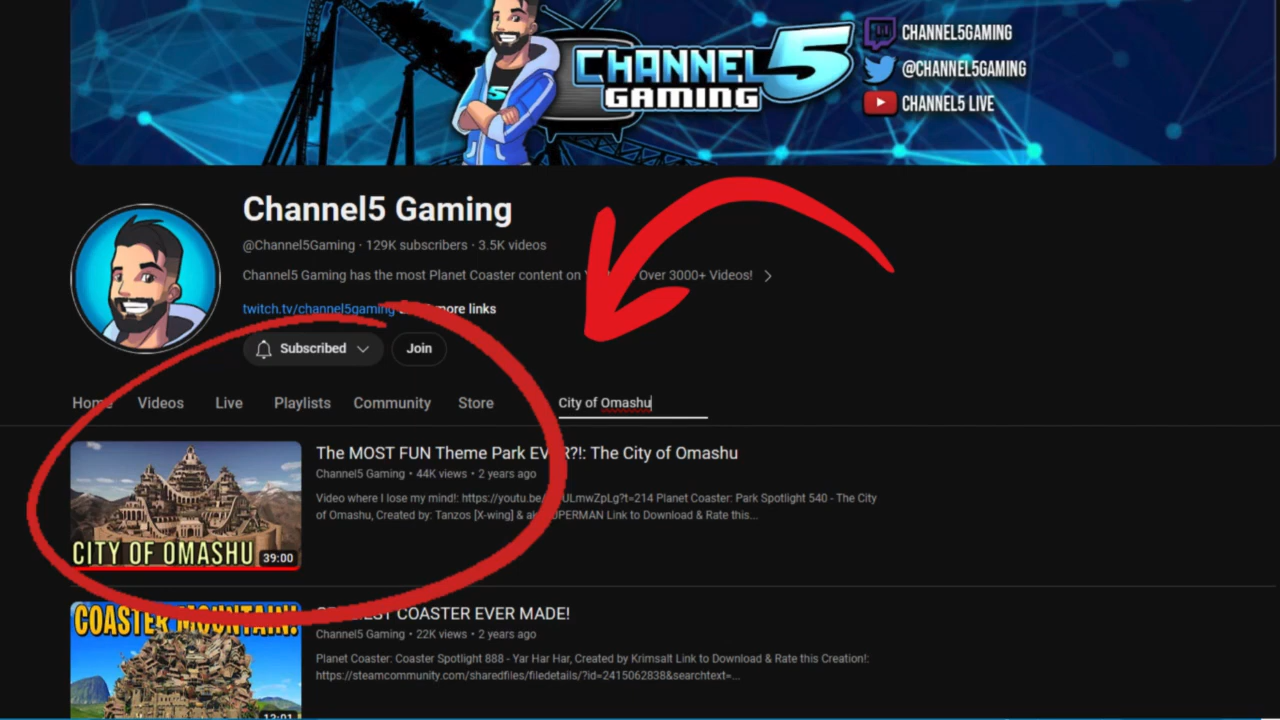 CHANNEL 5
GAMING
CHANNEL5GAMING
@CHANNEL5GAMING
CHANNEL5 LIVE
5
Channel5 Gaming
@Channel5Gaming · 129K subscribers · 3.5K videos
Channel5 Gaming has the most Planet Coaster content on Over 3000+ Videos!
twitch.tv/channel5gaming more links
Subscribed
Join
Home Videos Live Playlists Community Store City of Omashu
The MOST FUN Theme Park EVER?!: The City of Omashu
Channel5 Gaming • 44K views • 2 years ago
Video where I lose my mind!: https://youtu.be/ ULmwZpLg?t=214 Planet Coaster: Park Spotlight 540 - The City
of Omashu, Created by: Tanzos [X-wing] & Link to Download & Rate this...
CITY OF OMASHU
39:00
COASTER MOUNTAIN!
COASTER EVER MADE!
Channel5 Gaming • 22K views • 2 years ago
Planet Coaster: Coaster Spotlight 888 - Yar Har Har, Created by Krimsalt Link to Download & Rate this Creation!:
https://steamcommunity.com/sharedfiles/filedetails/?id=2415062838&searchtext=...
12:01